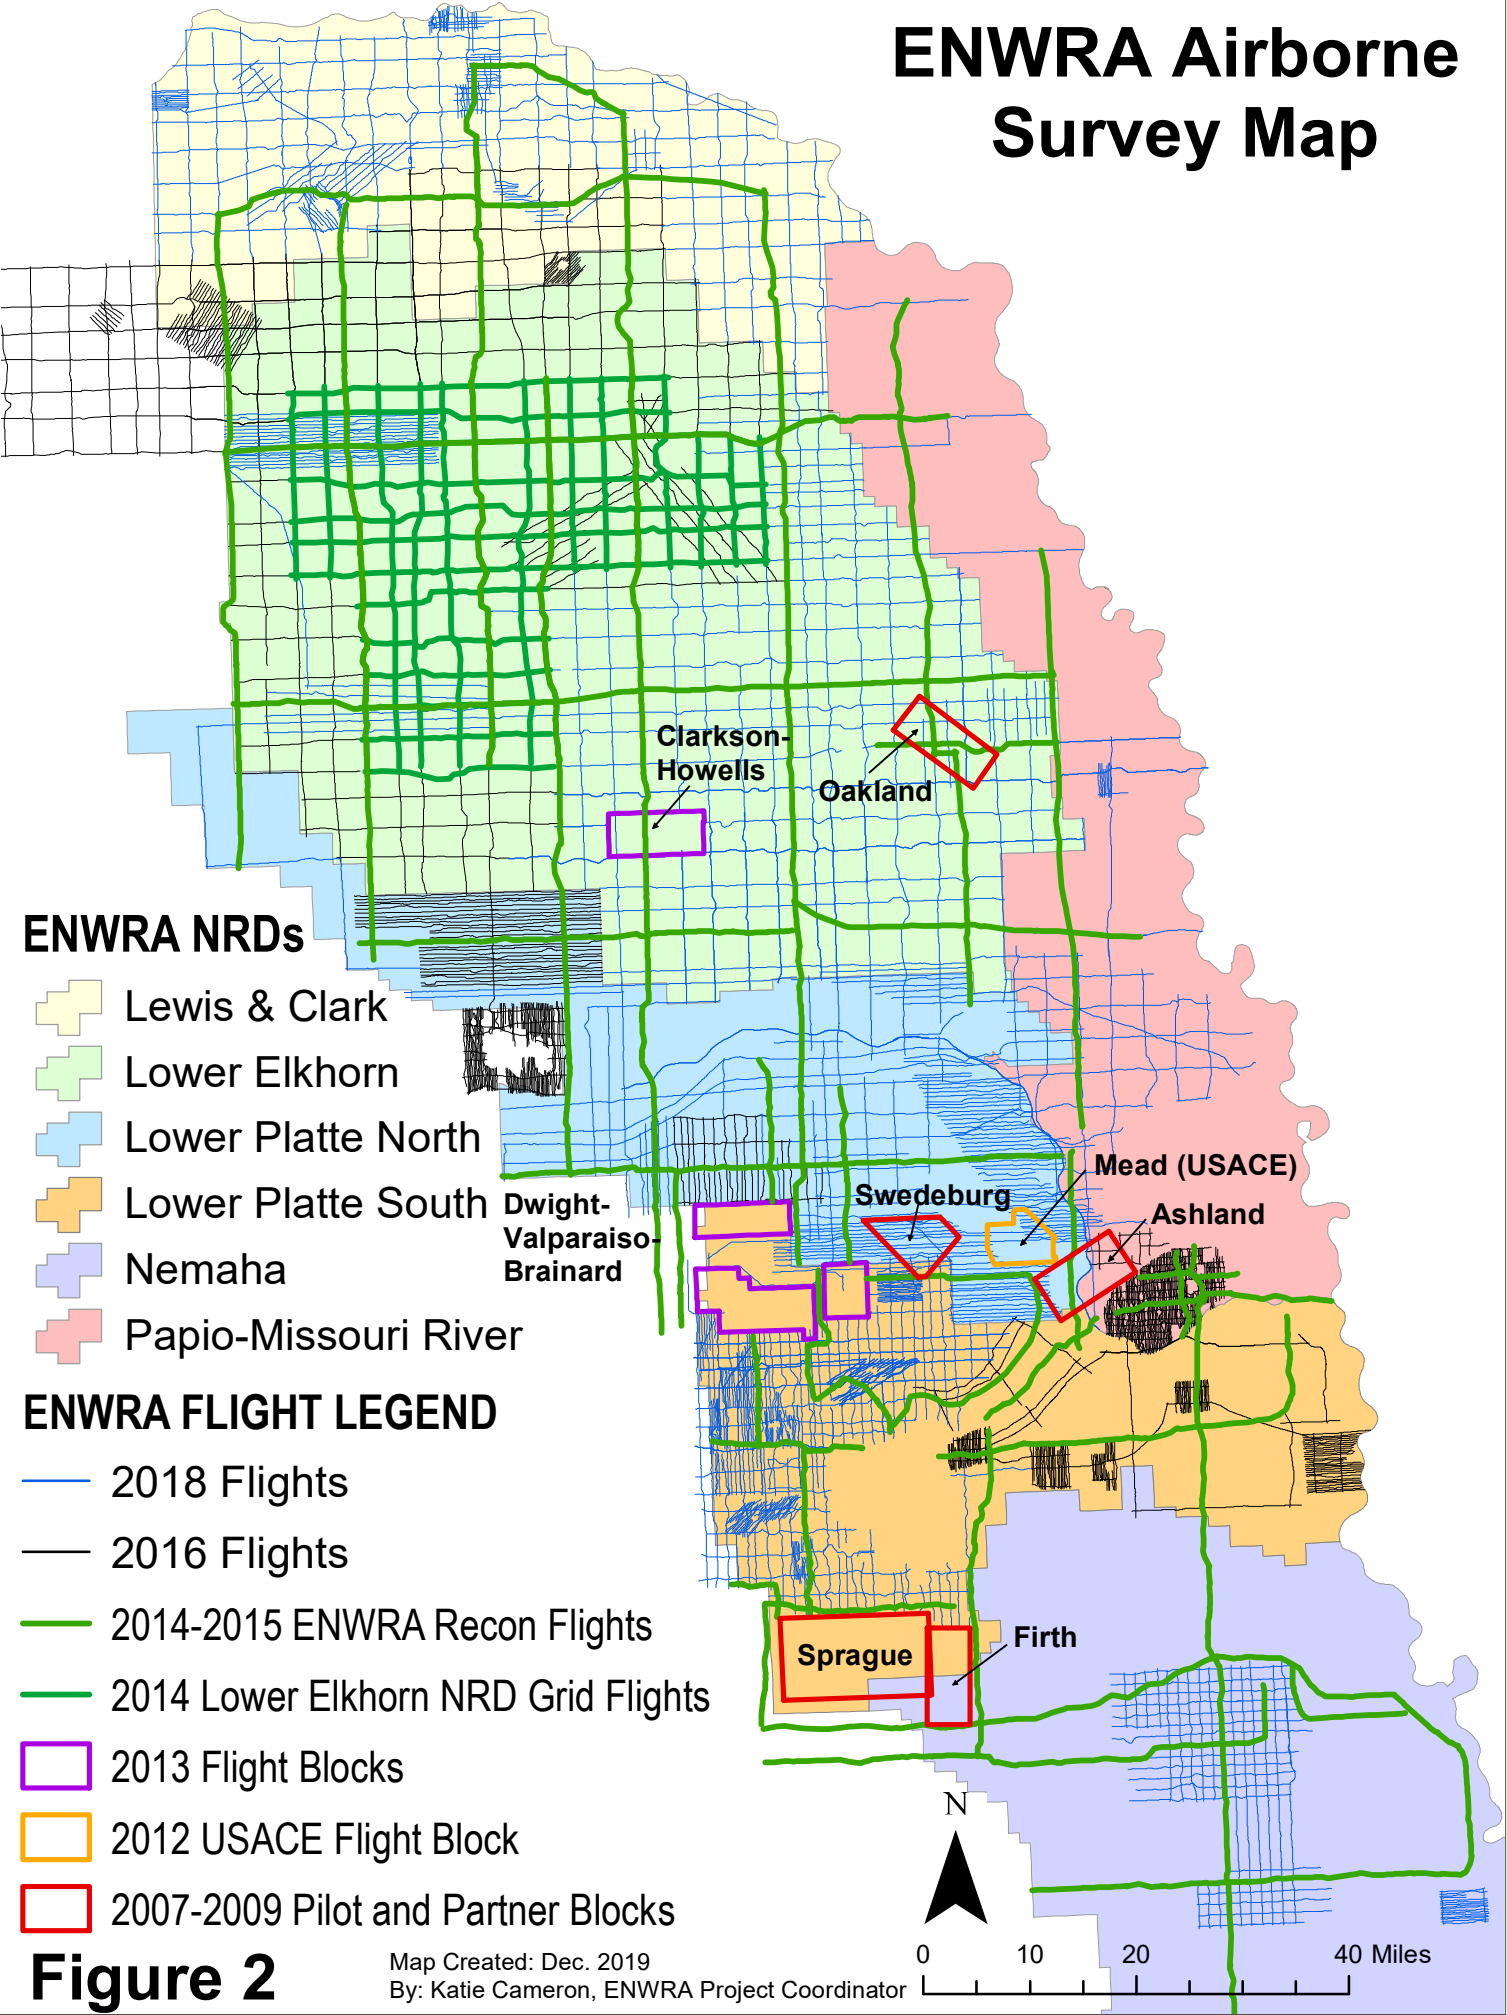 ENWRA Airborne
Survey Map
Clarkson-
Howells
Oakland
Mead (USACE)
Swedeburg
Ashland
Dwight-
Valparaiso-
Brainard
Sprague
Firth
ENWRA NRDs
Lewis & Clark
Lower Elkhorn
Lower Platte North
Lower Platte South
Nemaha
Papio-Missouri River
ENWRA FLIGHT LEGEND
2018 Flights
2016 Flights
2014-2015 ENWRA Recon Flights
2014 Lower Elkhorn NRD Grid Flights
2013 Flight Blocks
2012 USACE Flight Block
2007-2009 Pilot and Partner Blocks
N
0 10 20 40 Miles
Figure 2
Map Created: Dec. 2019
By: Katie Cameron, ENWRA Project Coordinator